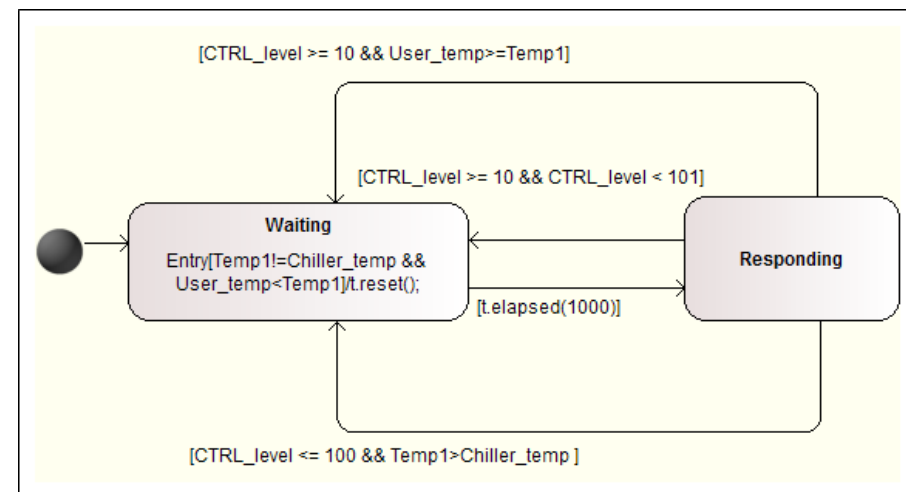 [CTRL_level >= 10 && User_temp>=Temp1]
[CTRL_level >= 10 && CTRL_level < 101]
Waiting
Entry[Temp1!=Chiller_temp &&
User_temp<Temp1]/t.reset();
Responding
[t.elapsed(1000)]
[CTRL_level <= 100 && Temp1>Chiller_temp ]